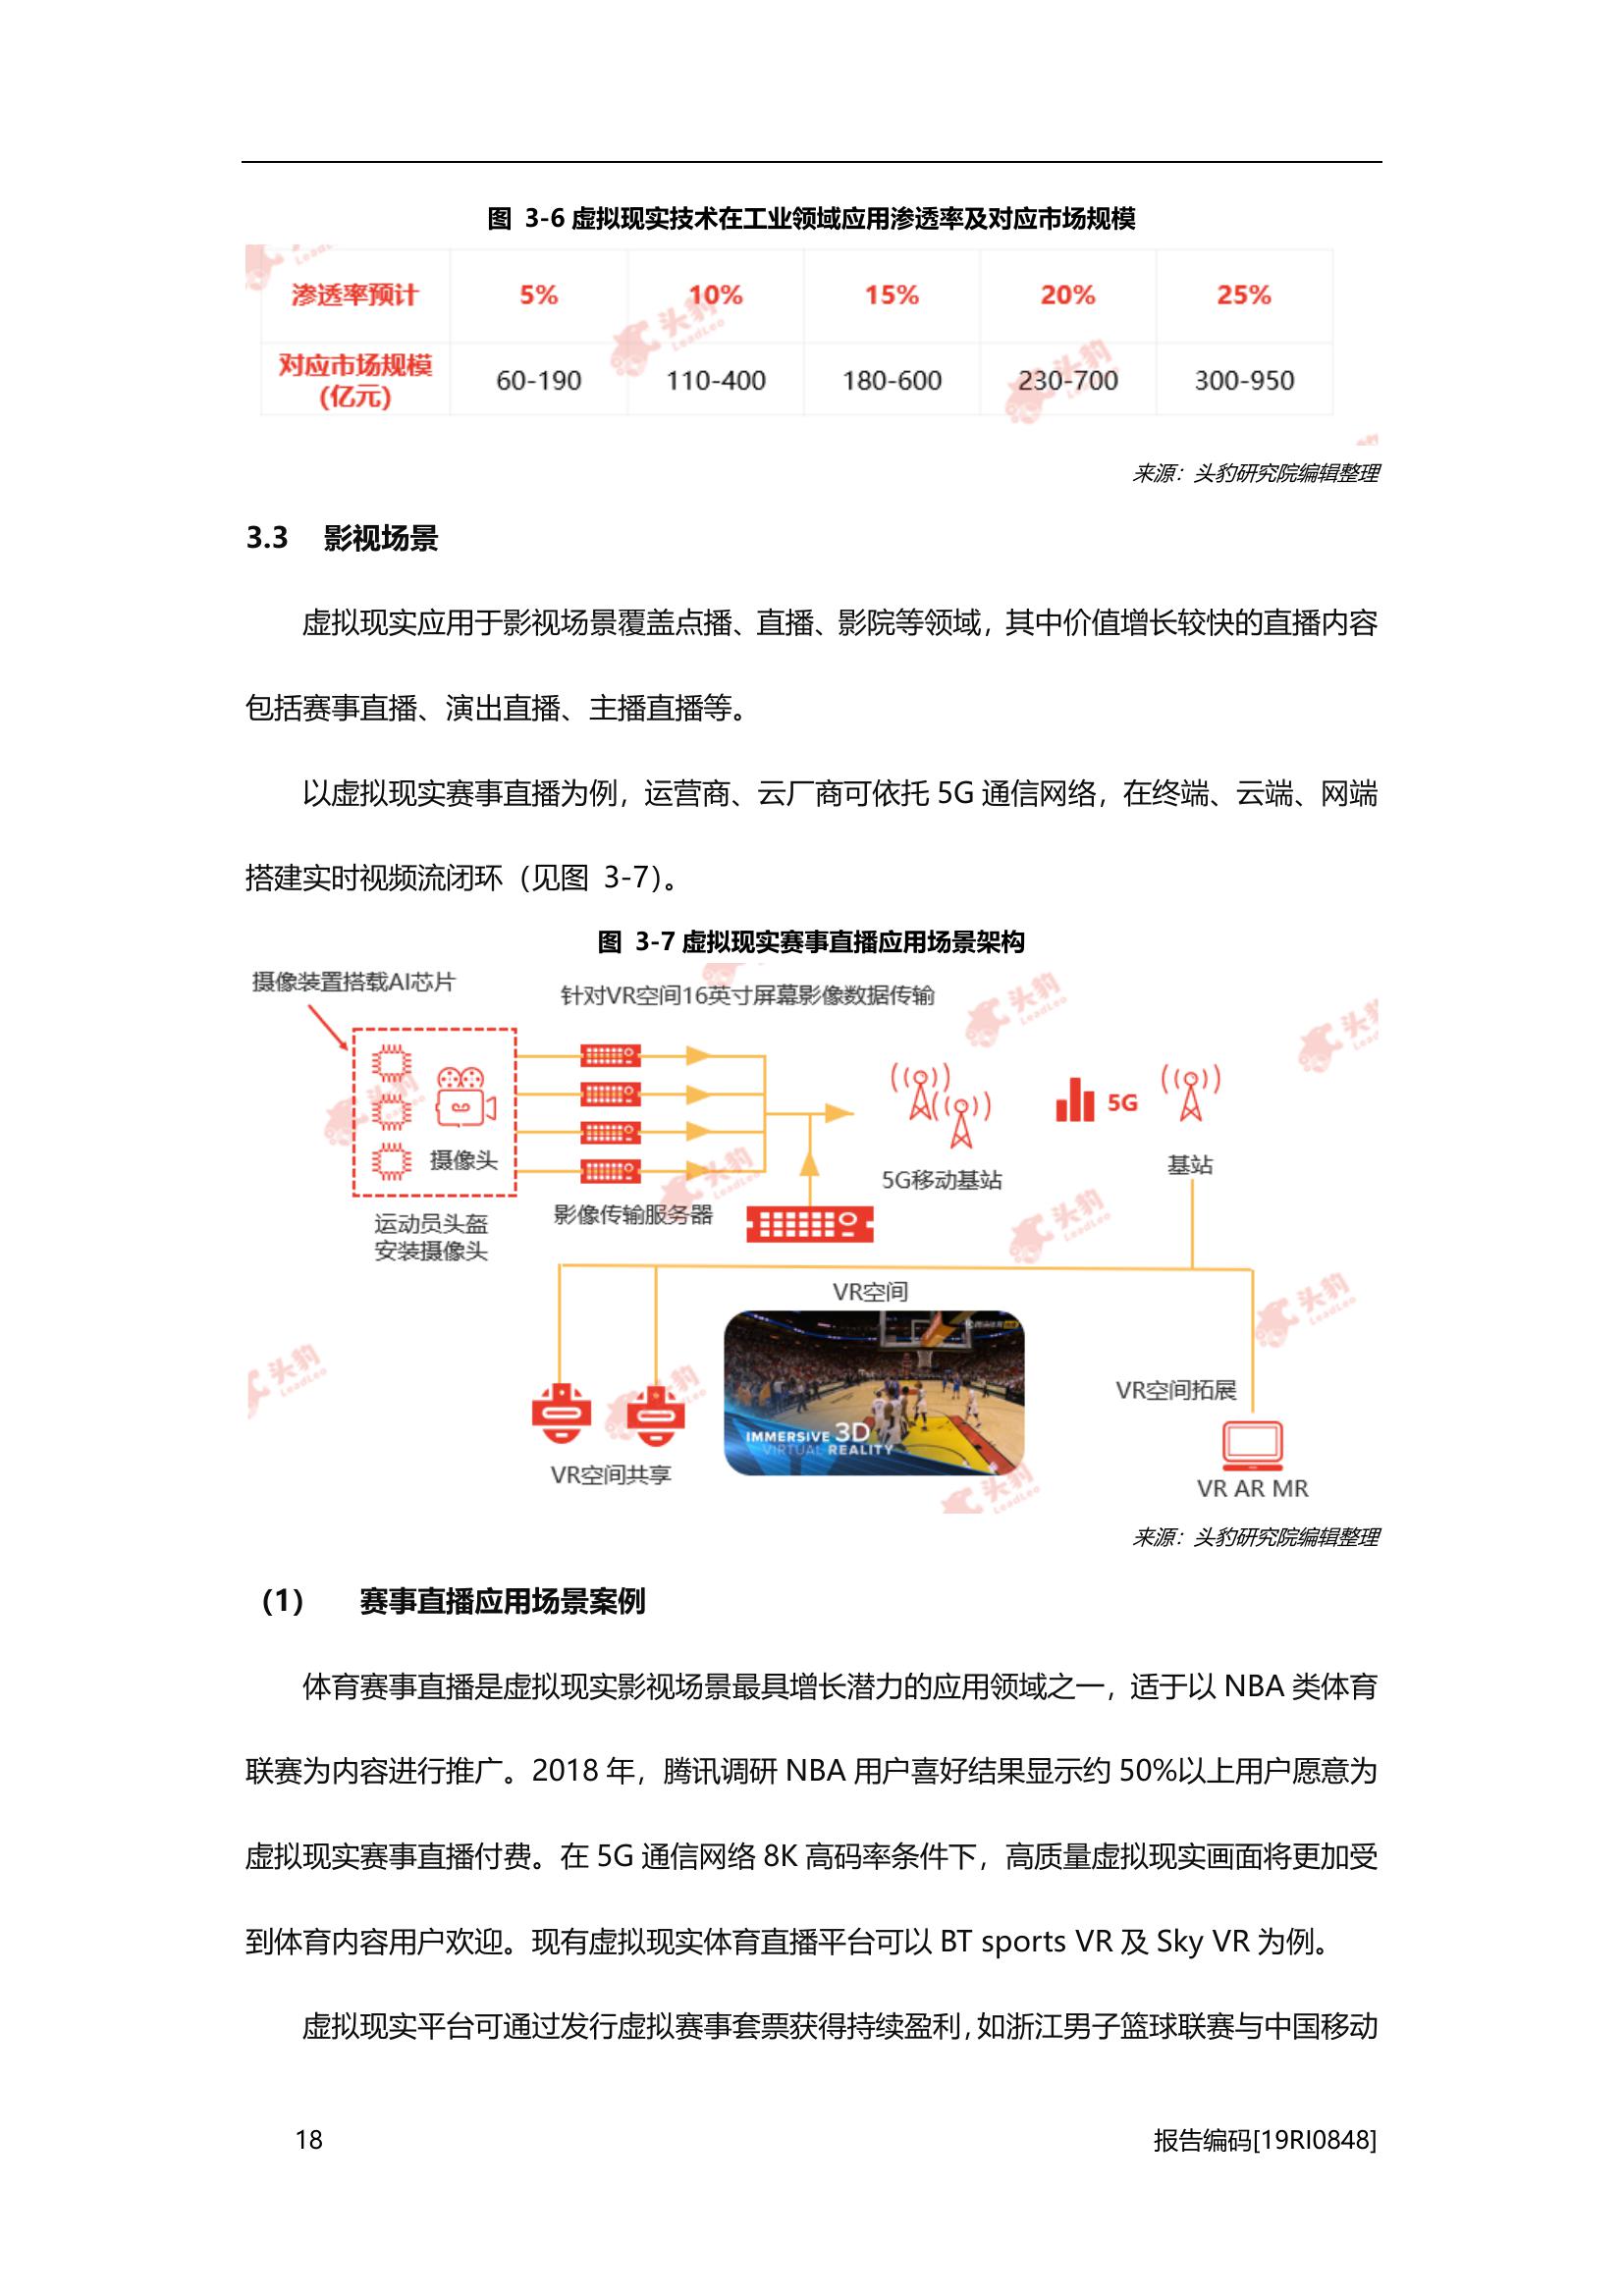 图 3-6 虚拟现实技术在工业领域应用渗透率及对应市场规模
渗透率预计 5% 10% 15% 20% 25%
对应市场规模
(亿元) 60-190 110-400 180-600 230-700 300-950
来源：头豹研究院编辑整理
3.3 影视场景
虚拟现实应用于影视场景覆盖点播、直播、影院等领域，其中价值增长较快的直播内容
包括赛事直播、演出直播、主播直播等。
以虚拟现实赛事直播为例，运营商、云厂商可依托 5G 通信网络，在终端、云端、网端
搭建实时视频流闭环（见图 3-7）。
图 3-7 虚拟现实赛事直播应用场景架构
摄像装置搭载AI芯片
针对VR空间16英寸屏幕影像数据传输
摄像头
运动员头盔
安装摄像头
影像传输服务器
5G移动基站
5G
基站
VR空间
IMMERSIVE 3D
VIRTUAL REALITY
VR空间共享
VR空间拓展
VR AR MR
头豹
LeadLeo
来源：头豹研究院编辑整理
（1） 赛事直播应用场景案例
体育赛事直播是虚拟现实影视场景最具增长潜力的应用领域之一，适于以 NBA 类体育
联赛为内容进行推广。2018 年，腾讯调研 NBA 用户喜好结果显示约 50%以上用户愿意为
虚拟现实赛事直播付费。在 5G 通信网络 8K 高码率条件下，高质量虚拟现实画面将更加受
到体育内容用户欢迎。现有虚拟现实体育直播平台可以 BT sports VR 及 Sky VR 为例。
虚拟现实平台可通过发行虚拟赛事套票获得持续盈利，如浙江男子篮球联赛与中国移动
18
报告编码[19RI0848]